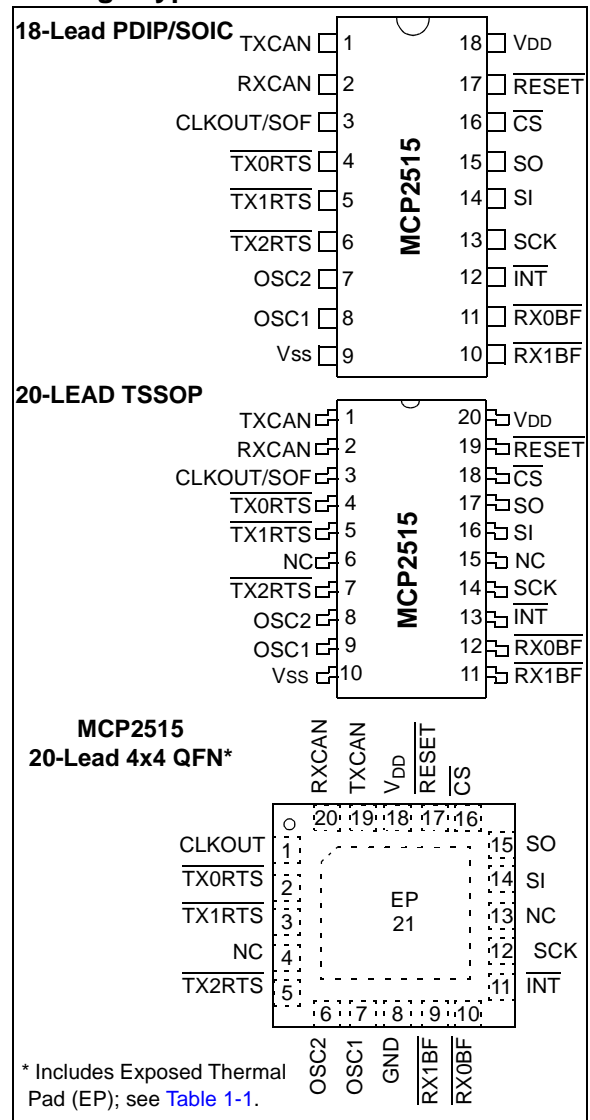 18-Lead PDIP/SOIC
TXCAN 1 18 VDD
RXCAN 2 17 RESET
CLKOUT/SOF 3 16 CS
TX0RTS 4 15 SO
TX1RTS 5 14 SI
TX2RTS 6 13 SCK
OSC2 7 12 INT
OSC1 8 11 RX0BF
Vss 9 10 RX1BF
MCP2515
20-LEAD TSSOP
TXCAN 1 20 VDD
RXCAN 2 19 RESET
CLKOUT/SOF 3 18 CS
TX0RTS 4 17 SO
TX1RTS 5 16 SI
NC 6 15 NC
TX2RTS 7 14 SCK
OSC2 8 13 INT
OSC1 9 12 RX0BF
Vss 10 11 RX1BF
MCP2515
MCP2515
20-Lead 4x4 QFN*
RXCAN
TXCAN
VDD
RESET
CS
20 19 18 17 16
CLKOUT 1 15 SO
TX0RTS 2 14 SI
TX1RTS 3 13 NC
NC 4 12 SCK
TX2RTS 5 11 INT
EP
21
6 7 8 9 10
OSC2
OSC1
GND
RX1BF
RX0BF
* Includes Exposed Thermal
Pad (EP); see Table 1-1.